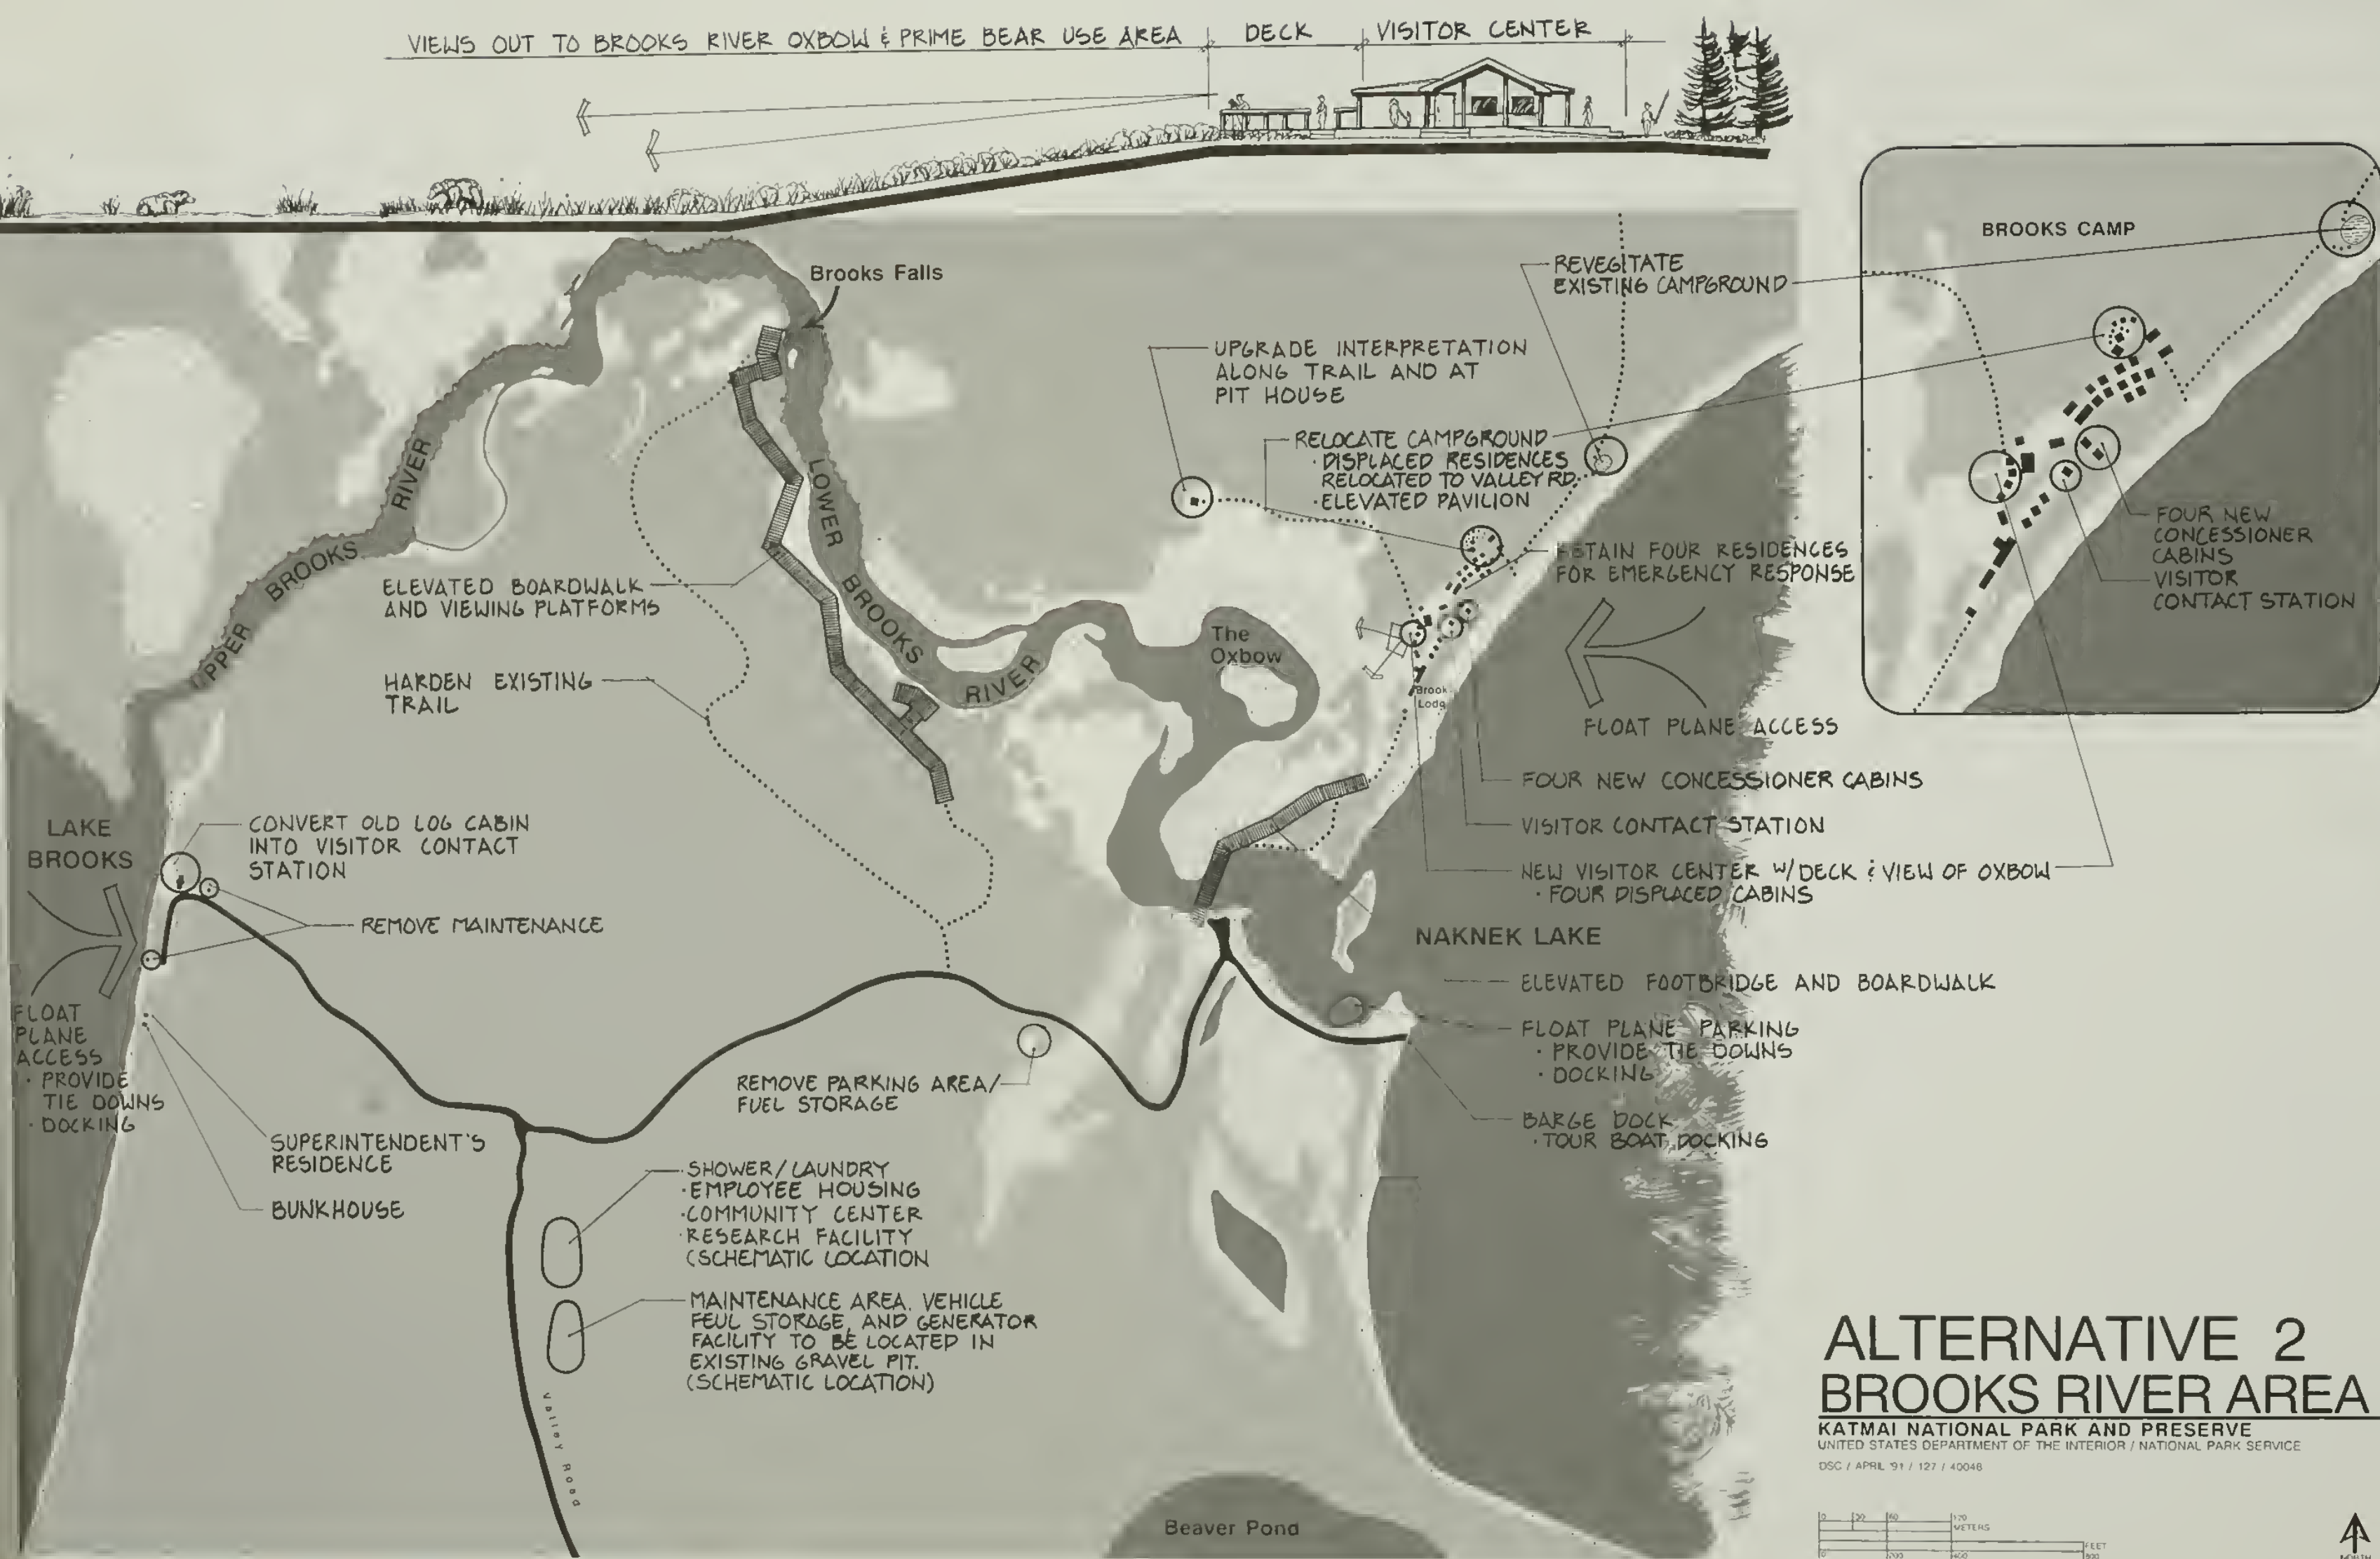 VIEWS OUT TO BROOKS RIVER OXBOW & PRIME BEAR USE AREA
DECK
VISITOR CENTER
Brooks Falls
REVEGITATE
EXISTING CAMPGROUND
BROOKS CAMP
UPGRADE INTERPRETATION
ALONG TRAIL AND AT
PIT HOUSE
RELOCATE CAMPGROUND
· DISPLACED RESIDENCES
RELOCATED TO VALLEY RD.
· ELEVATED PAVILION
RETAIN FOUR RESIDENCES
FOR EMERGENCY RESPONSE
FOUR NEW
CONCESSIONER
CABINS
VISITOR
CONTACT STATION
UPPER BROOKS RIVER
LOWER BROOKS RIVER
ELEVATED BOARDWALK
AND VIEWING PLATFORMS
The
Oxbow
HARDEN EXISTING
TRAIL
Brook
Lodg
FLOAT PLANE ACCESS
FOUR NEW CONCESSIONER CABINS
VISITOR CONTACT STATION
NEW VISITOR CENTER W/DECK & VIEW OF OXBOW
· FOUR DISPLACED CABINS
LAKE
BROOKS
CONVERT OLD LOG CABIN
INTO VISITOR CONTACT
STATION
REMOVE MAINTENANCE
NAKNEK LAKE
ELEVATED FOOTBRIDGE AND BOARDWALK
FLOAT PLANE PARKING
· PROVIDE TIE DOWNS
· DOCKING
BARGE DOCK
· TOUR BOAT DOCKING
FLOAT
PLANE
ACCESS
· PROVIDE
TIE DOWNS
· DOCKING
REMOVE PARKING AREA/
FUEL STORAGE
SUPERINTENDENT'S
RESIDENCE
BUNKHOUSE
· SHOWER/LAUNDRY
· EMPLOYEE HOUSING
· COMMUNITY CENTER
· RESEARCH FACILITY
(SCHEMATIC LOCATION
MAINTENANCE AREA, VEHICLE
FEUL STORAGE, AND GENERATOR
FACILITY TO BE LOCATED IN
EXISTING GRAVEL PIT.
(SCHEMATIC LOCATION)
Valley Road
Beaver Pond
ALTERNATIVE 2
BROOKS RIVER AREA
KATMAI NATIONAL PARK AND PRESERVE
UNITED STATES DEPARTMENT OF THE INTERIOR / NATIONAL PARK SERVICE
DSC / APRIL '91 / 127 / 40046
METERS
FEET
NORTH